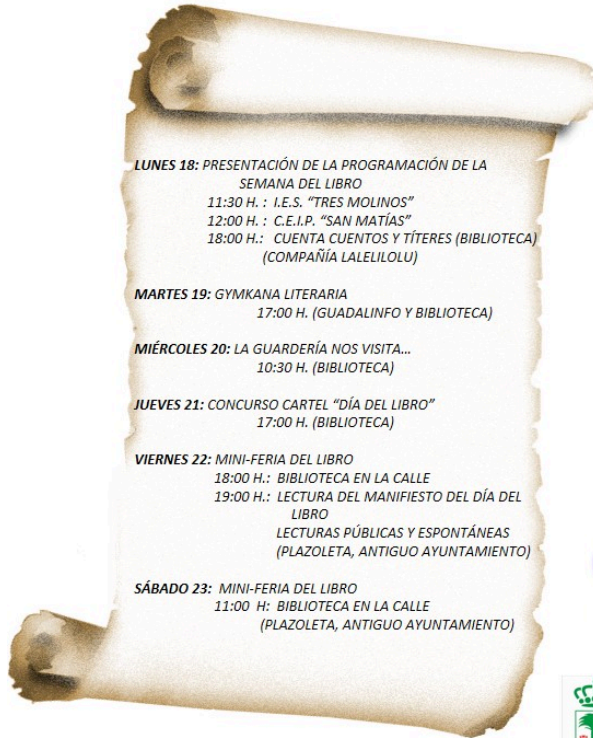 LUNES 18: PRESENTACIÓN DE LA PROGRAMACIÓN DE LA
SEMANA DEL LIBRO
11:30 H. : I.E.S. "TRES MOLINOS"
12:00 H. : C.E.I.P. "SAN MATÍAS"
18:00 H.: CUENTA CUENTOS Y TÍTERES (BIBLIOTECA)
(COMPAÑÍA LALELILOLU)
MARTES 19: GYMKANA LITERARIA
17:00 H. (GUADALINFO Y BIBLIOTECA)
MIÉRCOLES 20: LA GUARDERÍA NOS VISITA...
10:30 H. (BIBLIOTECA)
JUEVES 21: CONCURSO CARTEL "DÍA DEL LIBRO"
17:00 H. (BIBLIOTECA)
VIERNES 22: MINI-FERIA DEL LIBRO
18:00 H.: BIBLIOTECA EN LA CALLE
19:00 H.: LECTURA DEL MANIFIESTO DEL DÍA DEL
LIBRO
LECTURAS PÚBLICAS Y ESPONTÁNEAS
(PLAZOLETA, ANTIGUO AYUNTAMIENTO)
SÁBADO 23: MINI-FERIA DEL LIBRO
11:00 H: BIBLIOTECA EN LA CALLE
(PLAZOLETA, ANTIGUO AYUNTAMIENTO)